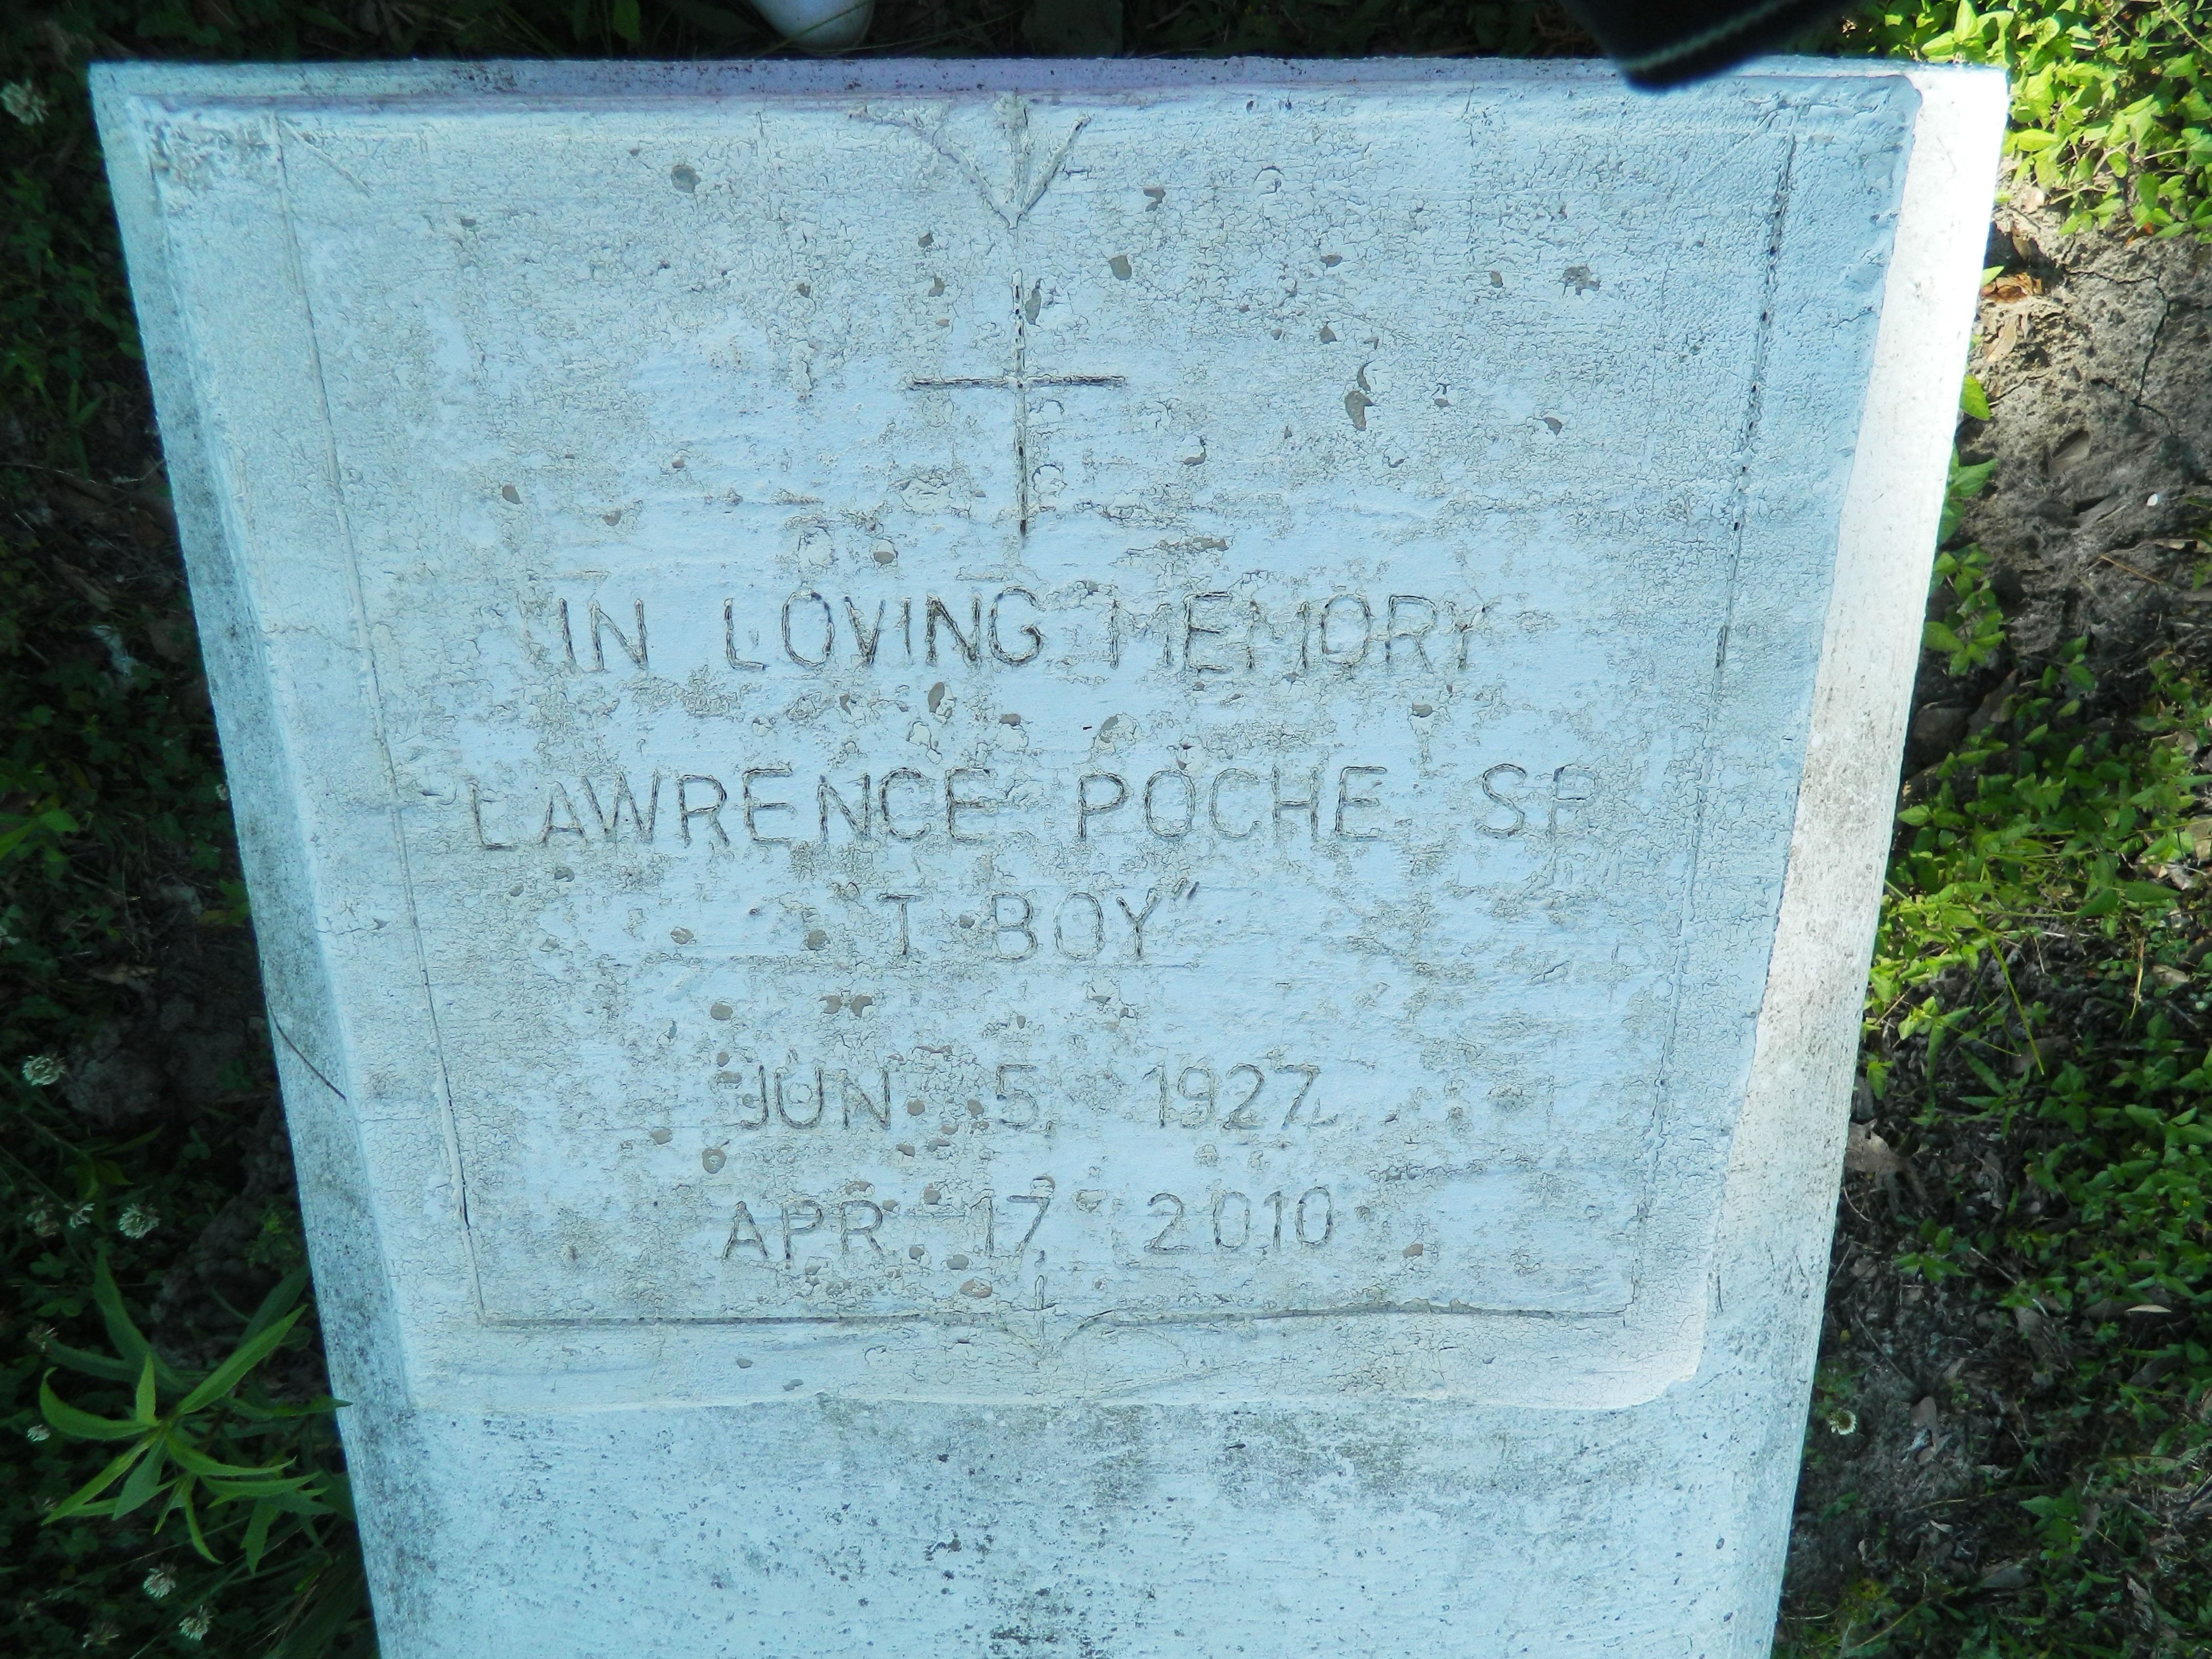 IN LOVING MEMORY
LAWRENCE POCHE SR
"T BOY"
JUN 5 1927
APR 17 2010